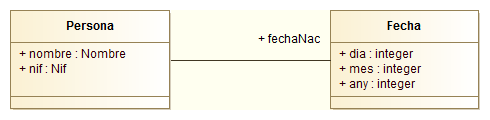 Persona
+ nombre : Nombre
+ nif : Nif
+ fechaNac
Fecha
+ dia : integer
+ mes : integer
+ any : integer